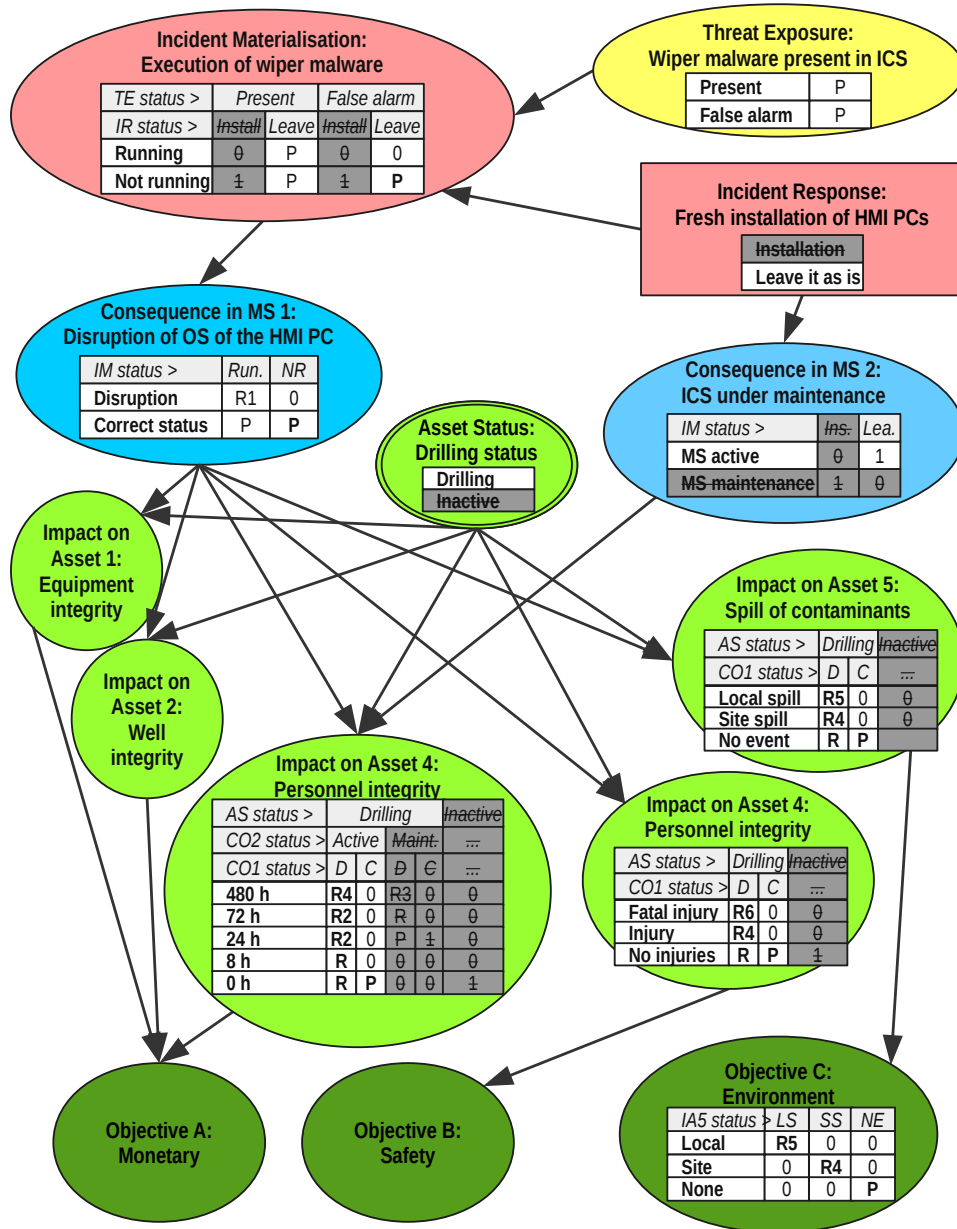 Incident Materialisation:
Execution of wiper malware
TE status > Present False alarm
IR status > Install Leave Install Leave
Running 0 P 0 0
Not running 1 P 1 P
Threat Exposure:
Wiper malware present in ICS
Present P
False alarm P
Incident Response:
Fresh installation of HMI PCs
Installation
Leave it as is
Consequence in MS 1:
Disruption of OS of the HMI PC
IM status > Run. NR
Disruption R1 0
Correct status P P
Asset Status:
Drilling status
Drilling
Inactive
Consequence in MS 2:
ICS under maintenance
IM status > Ins. Lea.
MS active 0 1
MS maintenance 1 0
Impact on
Asset 1:
Equipment
integrity
Impact on
Asset 2:
Well
integrity
Impact on Asset 4:
Personnel integrity
AS status > Drilling Inactive
CO2 status > Active Maint. ...
CO1 status > D C D C ...
480 h R4 0 R3 0 0
72 h R2 0 R 0 0
24 h R2 0 P 1 0
8 h R 0 0 0 0
0 h R P 0 0 1
Impact on Asset 4:
Personnel integrity
AS status > Drilling Inactive
CO1 status > D C ...
Fatal injury R6 0 0
Injury R4 0 0
No injuries R P 1
Impact on Asset 5:
Spill of contaminants
AS status > Drilling Inactive
CO1 status > D C ...
Local spill R5 0 0
Site spill R4 0 0
No event R P
Objective A:
Monetary
Objective B:
Safety
Objective C:
Environment
IA5 status > LS SS NE
Local R5 0 0
Site 0 R4 0
None 0 0 P